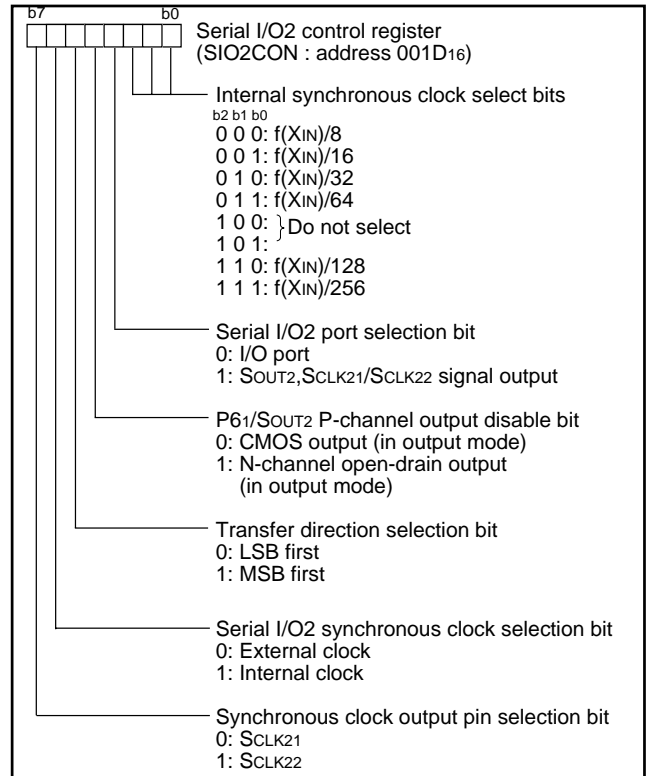 b7 b0
Serial I/O2 control register
(SIO2CON : address 001D16)
Internal synchronous clock select bits
b2 b1 b0
0 0 0: f(XIN)/8
0 0 1: f(XIN)/16
0 1 0: f(XIN)/32
0 1 1: f(XIN)/64
1 0 0:
Do not select
1 0 1:
1 1 0: f(XIN)/128
1 1 1: f(XIN)/256
Serial I/O2 port selection bit
0: I/O port
1: SOUT2,SCLK21/SCLK22 signal output
P61/SOUT2 P-channel output disable bit
0: CMOS output (in output mode)
1: N-channel open-drain output
(in output mode)
Transfer direction selection bit
0: LSB first
1: MSB first
Serial I/O2 synchronous clock selection bit
0: External clock
1: Internal clock
Synchronous clock output pin selection bit
0: SCLK21
1: SCLK22